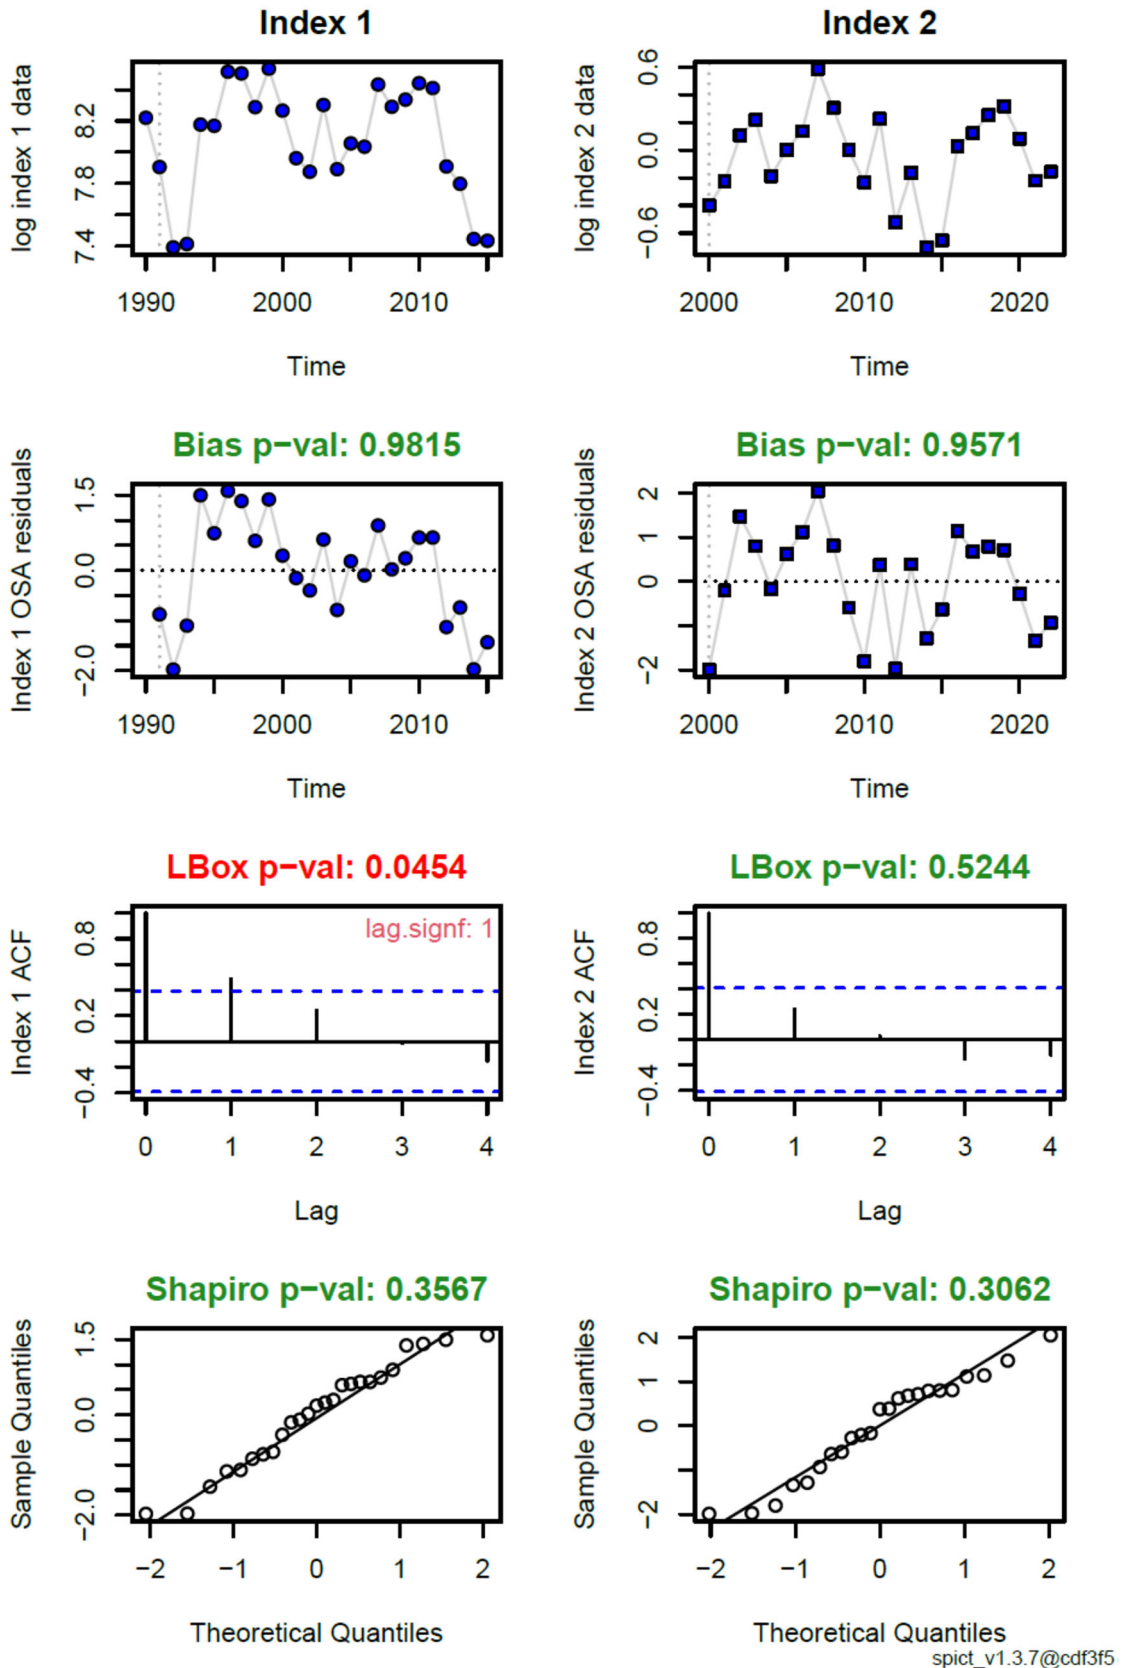 Index 1
log index 1 data
8.2
7.8
7.4
1990 2000 2010
Time
Index 2
log index 2 data
0.6
0.0
−0.6
2000 2010 2020
Time
Bias p−val: 0.9815
Index 1 OSA residuals
1.5
0.0
−2.0
1990 2000 2010
Time
Bias p−val: 0.9571
Index 2 OSA residuals
2
1
0
−2
2000 2010 2020
Time
LBox p−val: 0.0454
lag.signf: 1
Index 1 ACF
0.8
0.2
−0.4
0 1 2 3 4
Lag
LBox p−val: 0.5244
Index 2 ACF
0.8
0.2
−0.4
0 1 2 3 4
Lag
Shapiro p−val: 0.3567
Sample Quantiles
1.5
0.0
−2.0
−2 −1 0 1 2
Theoretical Quantiles
Shapiro p−val: 0.3062
Sample Quantiles
2
1
0
−2
−2 −1 0 1 2
Theoretical Quantiles
spict_v1.3.7@cdf3f5